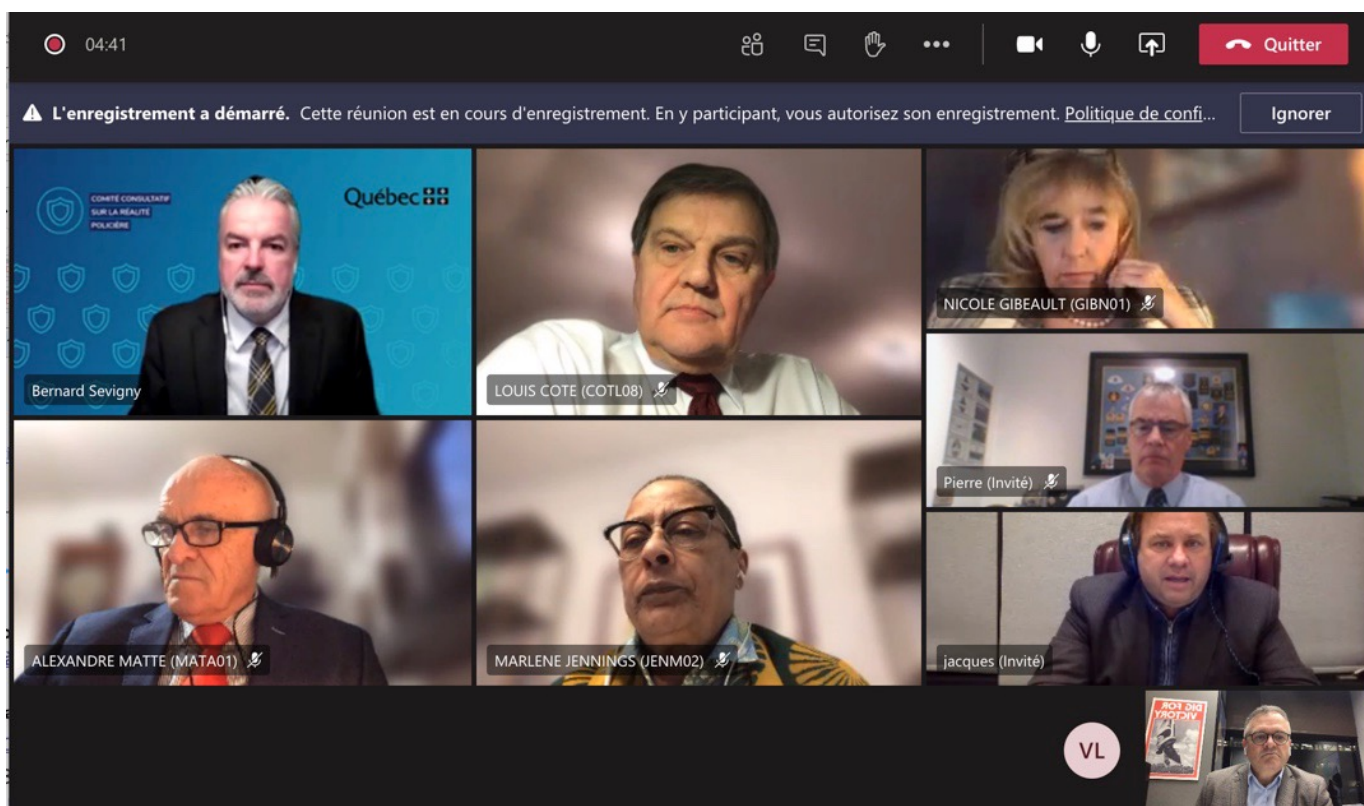 04:41
Quitter
L'enregistrement a démarré. Cette réunion est en cours d'enregistrement. En y participant, vous autorisez son enregistrement. Politique de confi...
Ignorer
COMITÉ CONSULTATIF
SUR LA RÉALITÉ
POLICIÈRE
Québec
Bernard Sevigny
LOUIS COTE (COTL08)
NICOLE GIBEAULT (GIBN01)
Pierre (Invité)
ALEXANDRE MATTE (MATA01)
MARLENE JENNINGS (JENM02)
jacques (Invité)
VL
DIG FOR
VICTORY